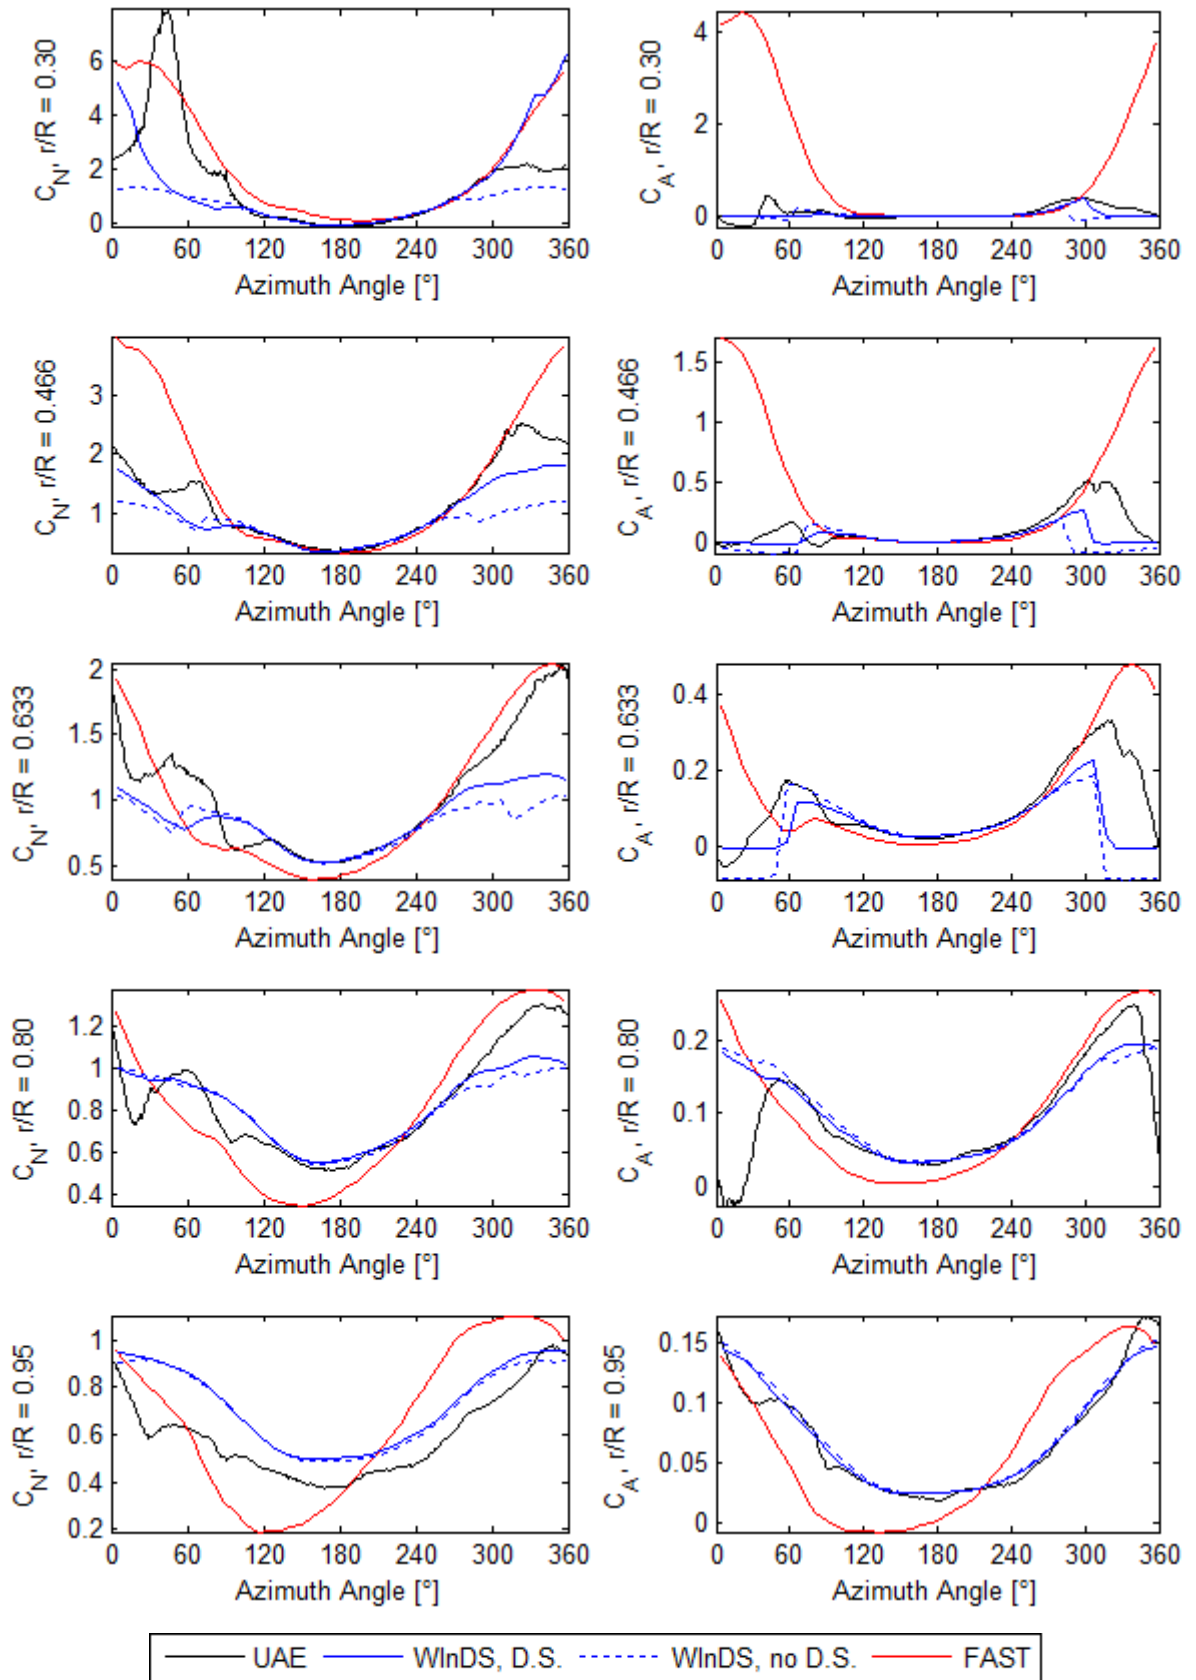 C_N, r/R = 0.30
6
4
2
0
0 60 120 180 240 300 360
Azimuth Angle [°]
C_A, r/R = 0.30
4
2
0
0 60 120 180 240 300 360
Azimuth Angle [°]
C_N, r/R = 0.466
3
2
1
0 60 120 180 240 300 360
Azimuth Angle [°]
C_A, r/R = 0.466
1.5
1
0.5
0
0 60 120 180 240 300 360
Azimuth Angle [°]
C_N, r/R = 0.633
2
1.5
1
0.5
0 60 120 180 240 300 360
Azimuth Angle [°]
C_A, r/R = 0.633
0.4
0.2
0
0 60 120 180 240 300 360
Azimuth Angle [°]
C_N, r/R = 0.80
1.2
1
0.8
0.6
0.4
0 60 120 180 240 300 360
Azimuth Angle [°]
C_A, r/R = 0.80
0.2
0.1
0
0 60 120 180 240 300 360
Azimuth Angle [°]
C_N, r/R = 0.95
1
0.8
0.6
0.4
0.2
0 60 120 180 240 300 360
Azimuth Angle [°]
C_A, r/R = 0.95
0.15
0.1
0.05
0
0 60 120 180 240 300 360
Azimuth Angle [°]
UAE WInDS, D.S. WInDS, no D.S. FAST